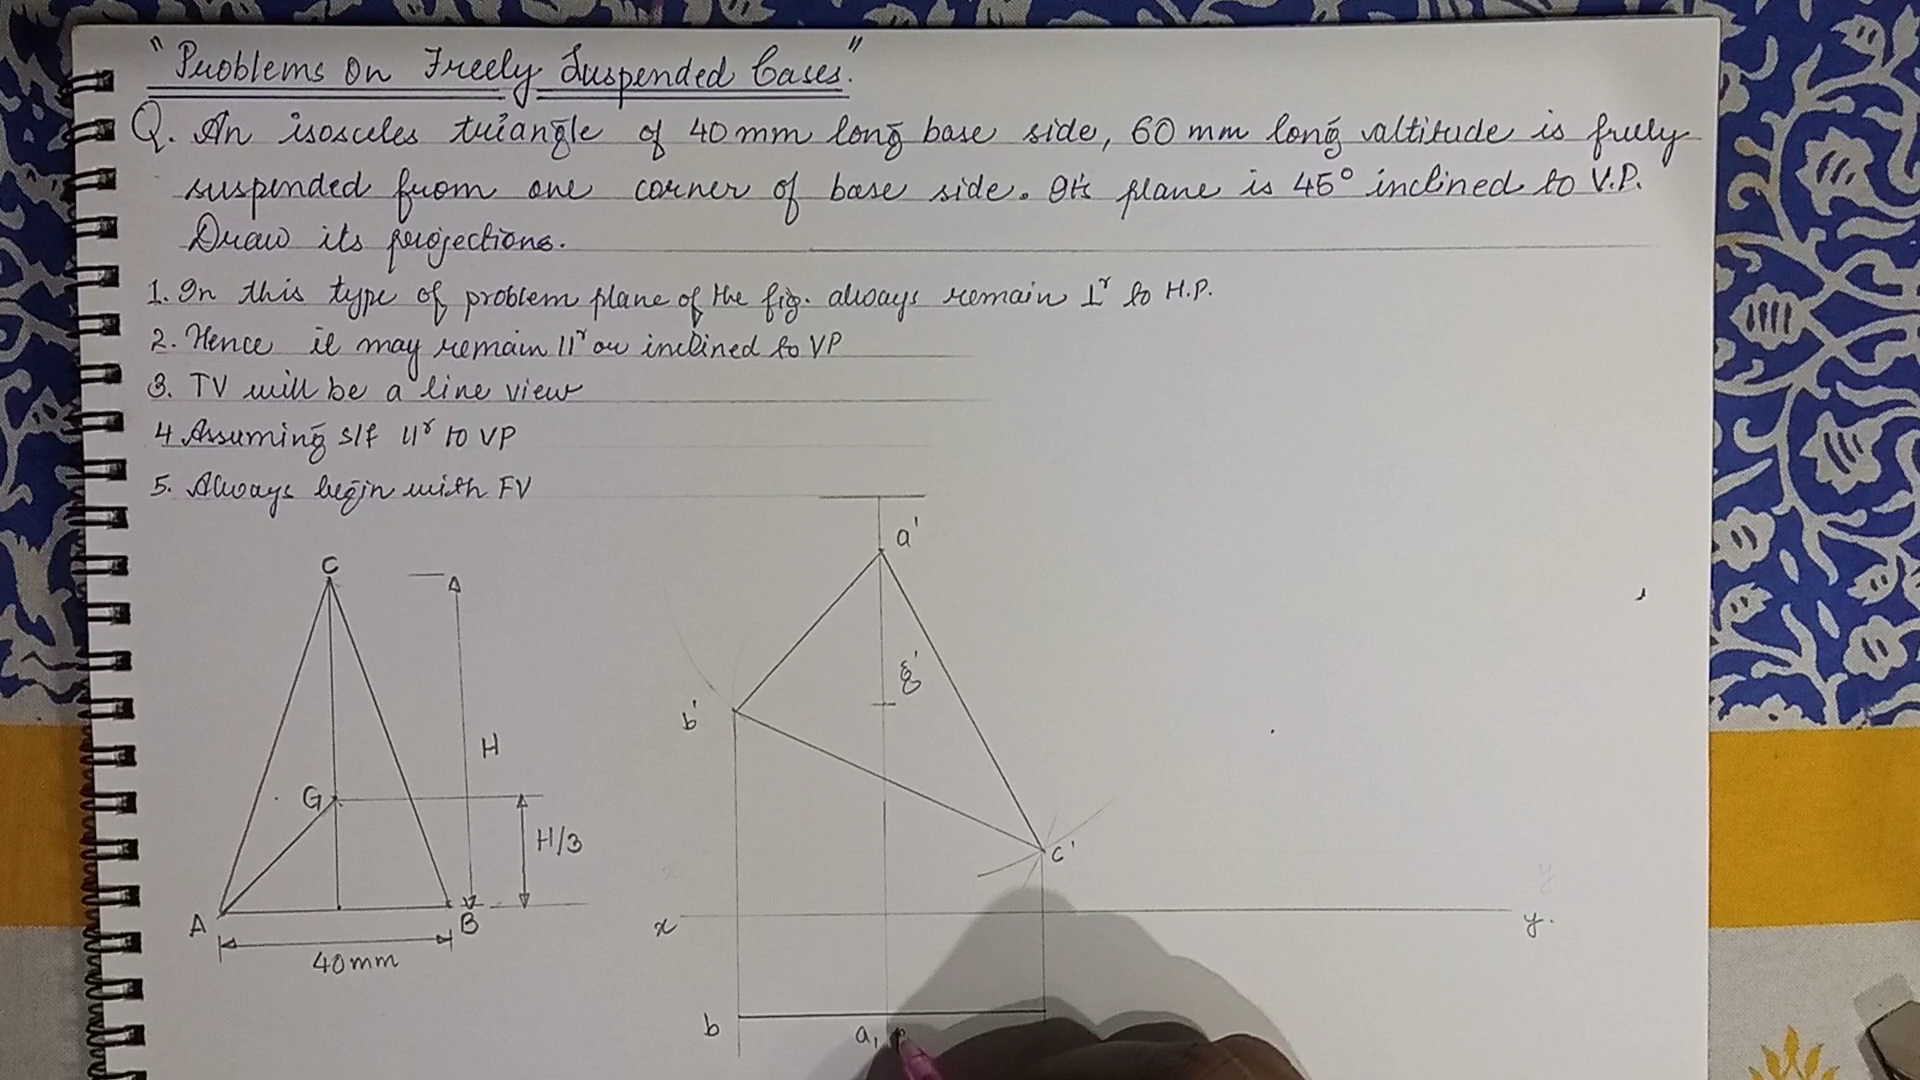 "Problems On Freely Suspended Cases."
Q. An isosceles triangle of 40 mm long base side, 60 mm long altitude is freely
suspended from one corner of base side. It's plane is 45° inclined to V.P.
Draw its projections.
1. In this type of problem plane of the fig. always remain ⊥r to H.P.
2. Hence it may remain 11r or inclined to VP
3. TV will be a line view
4 Assuming s/f 11r to VP
5. Always begin with FV
C
H
G
H/3
A
B
40mm
a'
g'
b'
c'
x
y.
b
a,